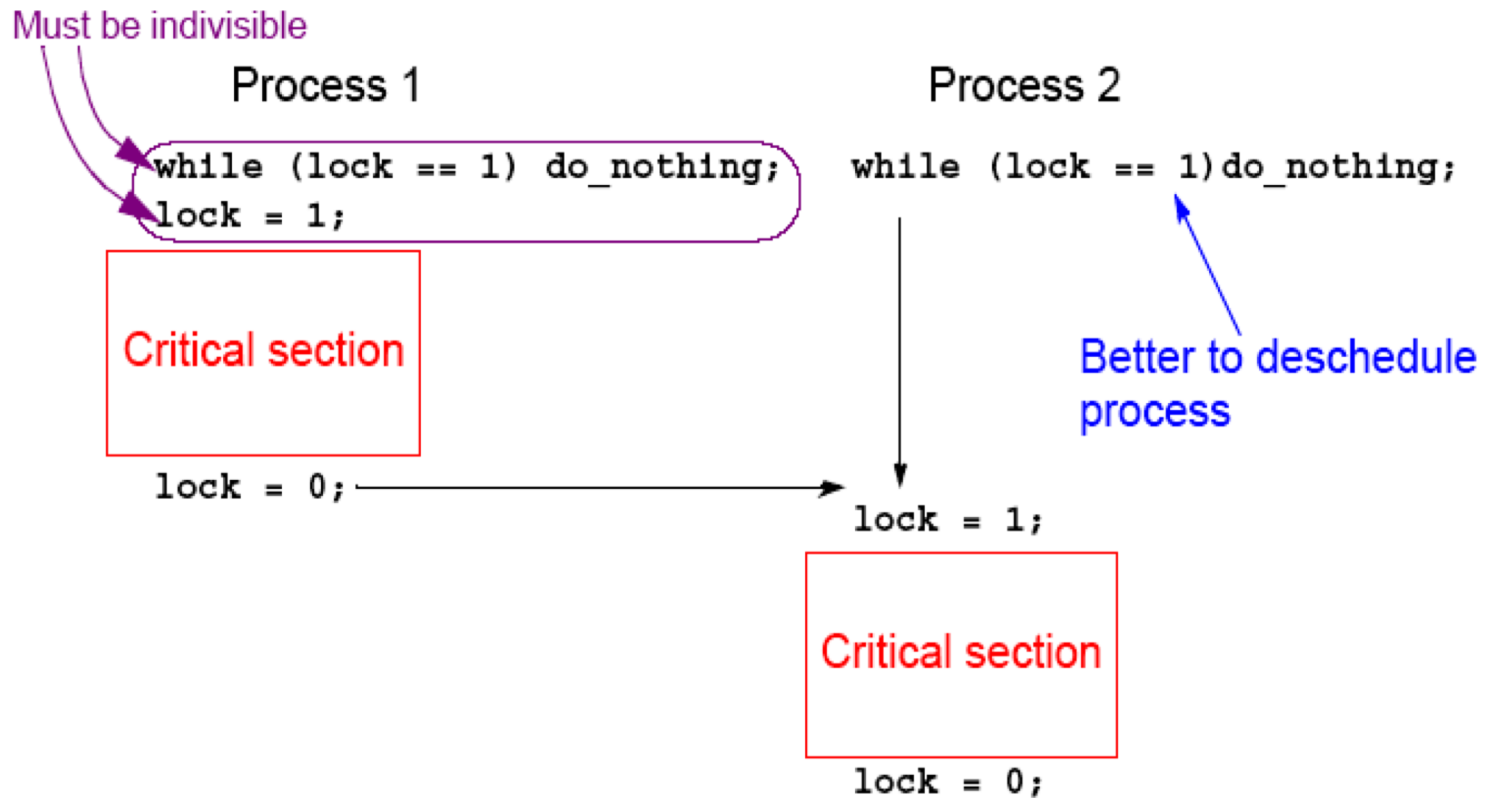 Must be indivisible
Process 1
Process 2
while (lock == 1) do_nothing;
while (lock == 1)do_nothing;
lock = 1;
Critical section
Better to deschedule
process
lock = 0;
lock = 1;
Critical section
lock = 0;